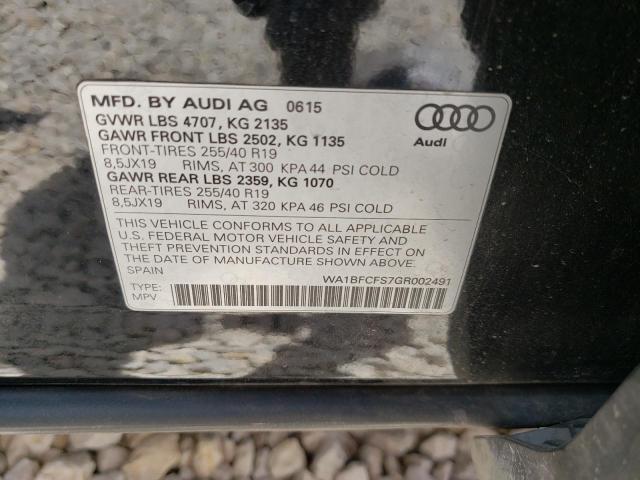 MFD. BY AUDI AG 0615
GVWR LBS 4707, KG 2135
GAWR FRONT LBS 2502, KG 1135
FRONT-TIRES 255/40 R19
8,5JX19 RIMS, AT 300 KPA 44 PSI COLD
GAWR REAR LBS 2359, KG 1070
REAR-TIRES 255/40 R19
8,5JX19 RIMS, AT 320 KPA 46 PSI COLD
Audi
THIS VEHICLE CONFORMS TO ALL APPLICABLE
U.S. FEDERAL MOTOR VEHICLE SAFETY AND
THEFT PREVENTION STANDARDS IN EFFECT ON
THE DATE OF MANUFACTURE SHOWN ABOVE.
SPAIN
WA1BFCFS7GR002491
TYPE:
MPV